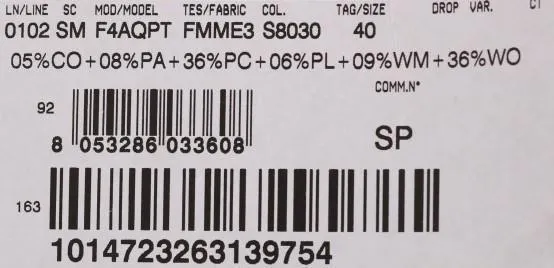 LN/LINE SC MOD/MODEL TES/FABRIC COL. TAG/SIZE DROP VAR. CT
0102 SM F4AQPT FMME3 S8030 40
05%CO+08%PA+36%PC+06%PL+09%WM+36%WO
COMM.N°
92
8 053286 033608
SP
163
1014723263139754